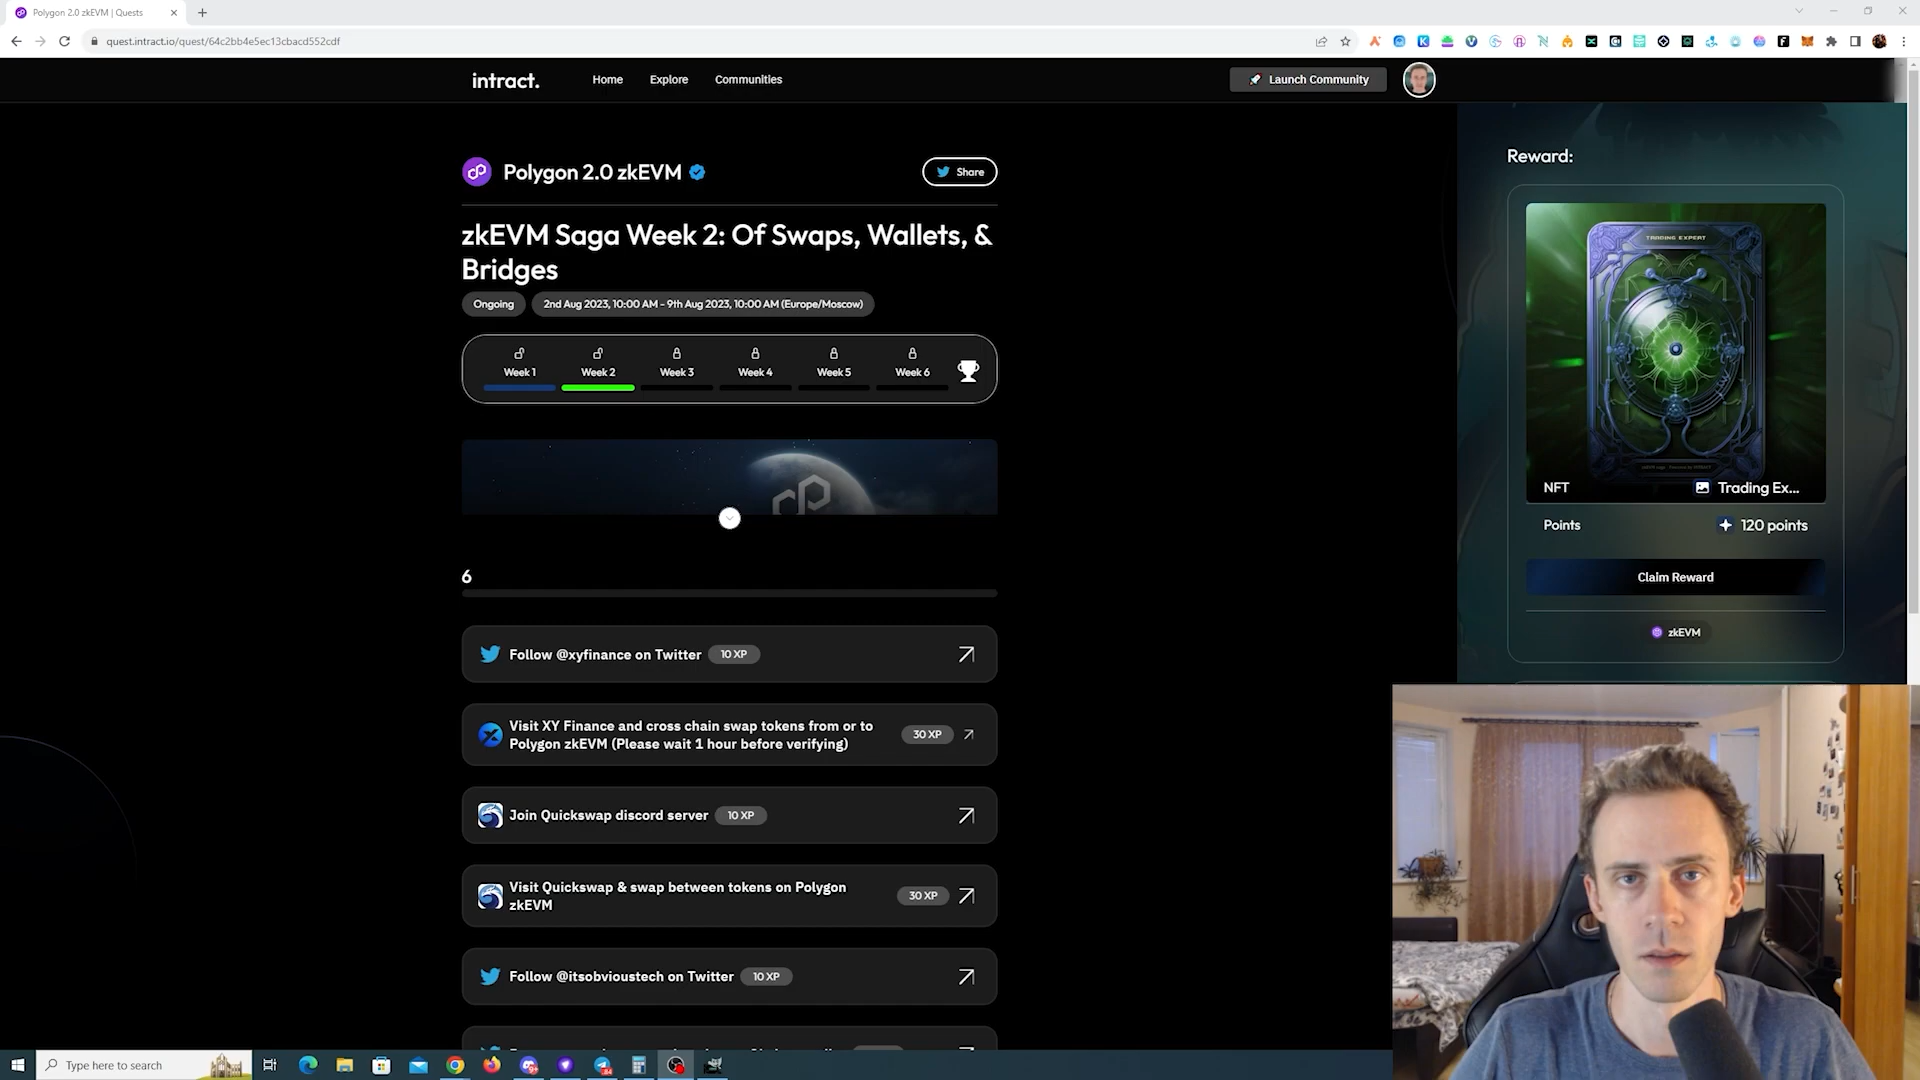 Polygon 2.0 zkEVM | Quests
quest.intract.io/quest/64c2bb4e5ec13cbacd552cdf
intract.
Home
Explore
Communities
Launch Community
Polygon 2.0 zkEVM
Share
zkEVM Saga Week 2: Of Swaps, Wallets, &
Bridges
Ongoing
2nd Aug 2023, 10:00 AM - 9th Aug 2023, 10:00 AM (Europe/Moscow)
Week 1
Week 2
Week 3
Week 4
Week 5
Week 6
6
Follow @xyfinance on Twitter
10 XP
Visit XY Finance and cross chain swap tokens from or to
Polygon zkEVM (Please wait 1 hour before verifying)
30 XP
Join Quickswap discord server
10 XP
Visit Quickswap & swap between tokens on Polygon
zkEVM
30 XP
Follow @itsobvioustech on Twitter
10 XP
Reward:
TRADING EXPERT
NFT
Trading Ex...
Points
120 points
Claim Reward
zkEVM
Type here to search